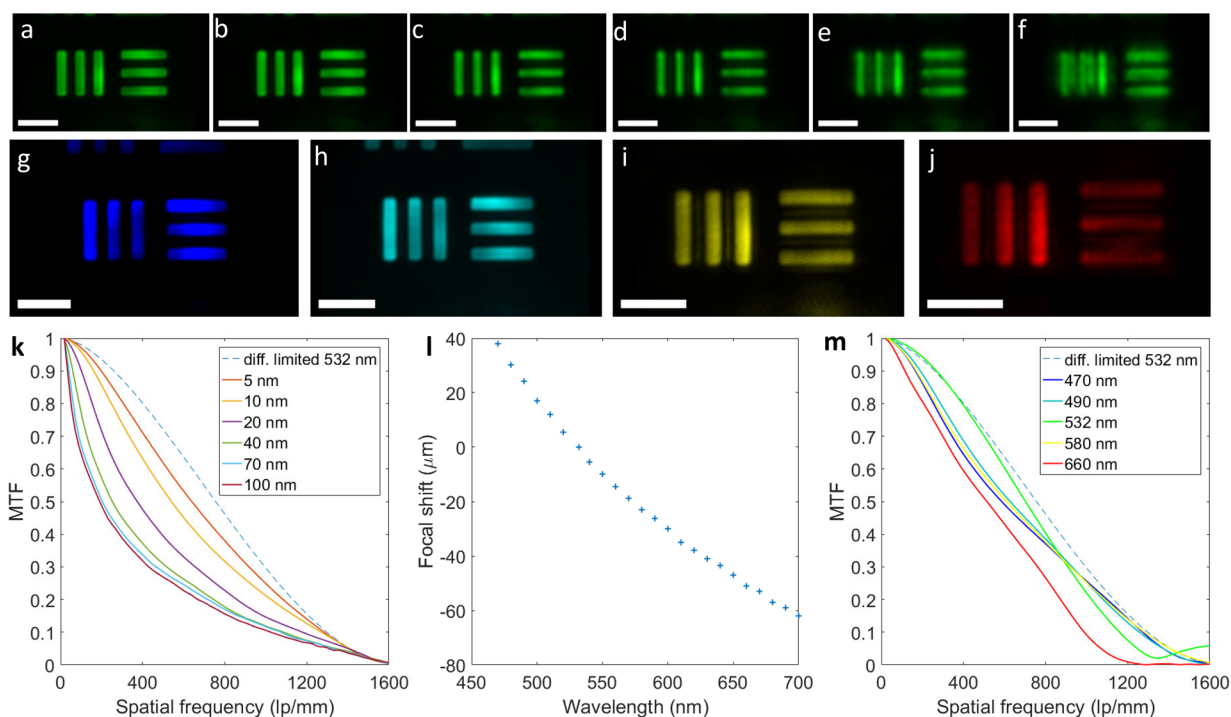 a b c d e f
g h i j
k
1
0.9
0.8
0.7
0.6
0.5
0.4
0.3
0.2
0.1
0
MTF
diff. limited 532 nm
5 nm
10 nm
20 nm
40 nm
70 nm
100 nm
0 400 800 1200 1600
Spatial frequency (lp/mm)
l
40
20
0
-20
-40
-60
-80
Focal shift (μm)
450 500 550 600 650 700
Wavelength (nm)
m
1
0.9
0.8
0.7
0.6
0.5
0.4
0.3
0.2
0.1
0
MTF
diff. limited 532 nm
470 nm
490 nm
532 nm
580 nm
660 nm
0 400 800 1200 1600
Spatial frequency (lp/mm)